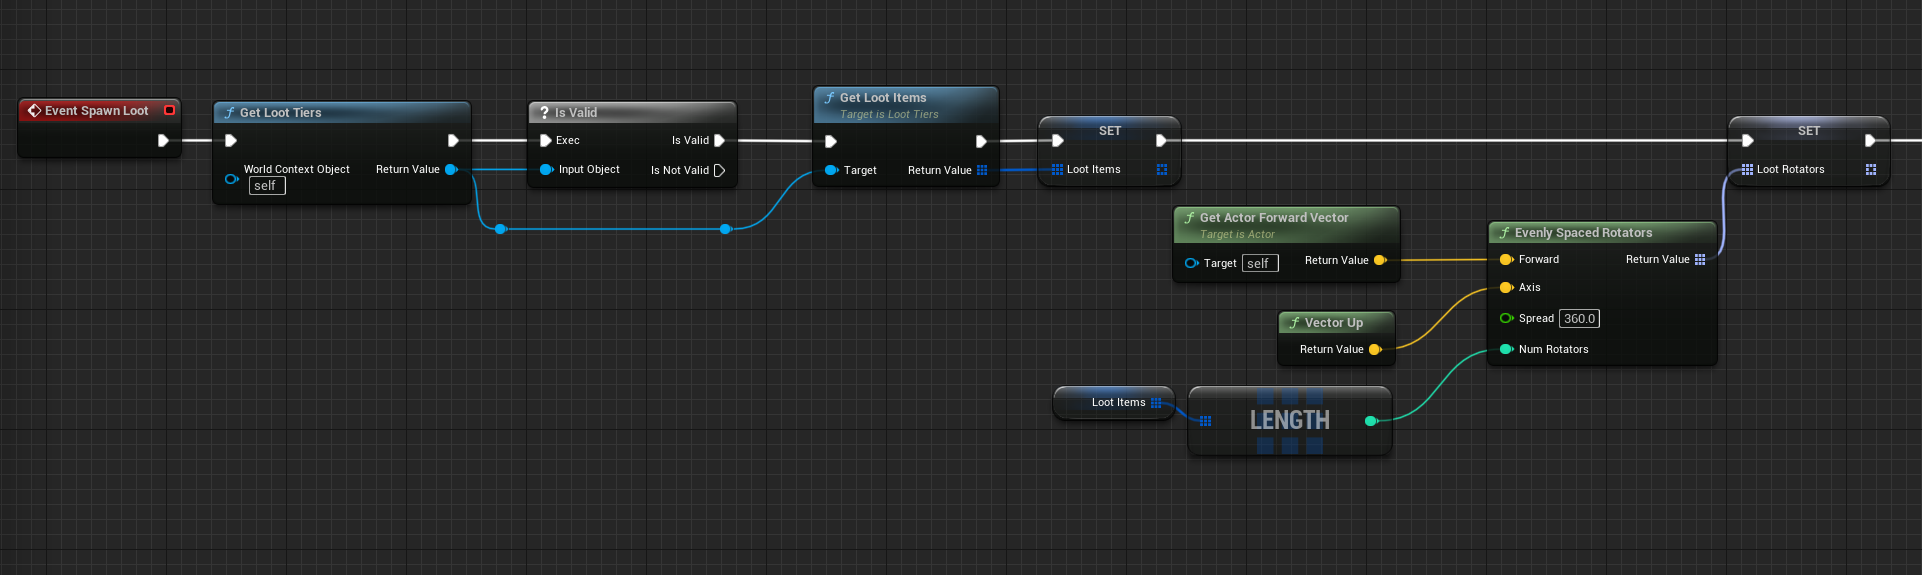 Event Spawn Loot
Get Loot Tiers
World Context Object
self
Return Value
? Is Valid
Exec
Is Valid
Input Object
Is Not Valid
Get Loot Items
Target is Loot Tiers
Target
Return Value
SET
Loot Items
Get Actor Forward Vector
Target is Actor
Target
self
Return Value
Vector Up
Return Value
Loot Items
LENGTH
Evenly Spaced Rotators
Forward
Return Value
Axis
Spread
360.0
Num Rotators
SET
Loot Rotators